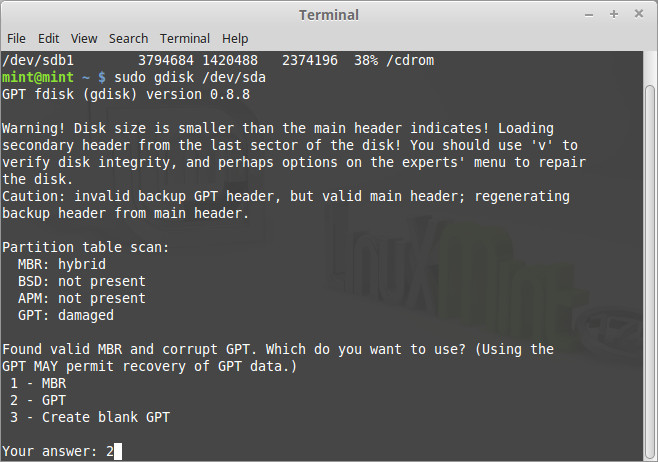 Terminal
File Edit View Search Terminal Help
/dev/sdb1        3794684 1420488   2374196  38% /cdrom
mint@mint ~ $ sudo gdisk /dev/sda
GPT fdisk (gdisk) version 0.8.8

Warning! Disk size is smaller than the main header indicates! Loading
secondary header from the last sector of the disk! You should use 'v' to
verify disk integrity, and perhaps options on the experts' menu to repair
the disk.
Caution: invalid backup GPT header, but valid main header; regenerating
backup header from main header.

Partition table scan:
  MBR: hybrid
  BSD: not present
  APM: not present
  GPT: damaged

Found valid MBR and corrupt GPT. Which do you want to use? (Using the
GPT MAY permit recovery of GPT data.)
 1 - MBR
 2 - GPT
 3 - Create blank GPT

Your answer: 2
LinuxMint